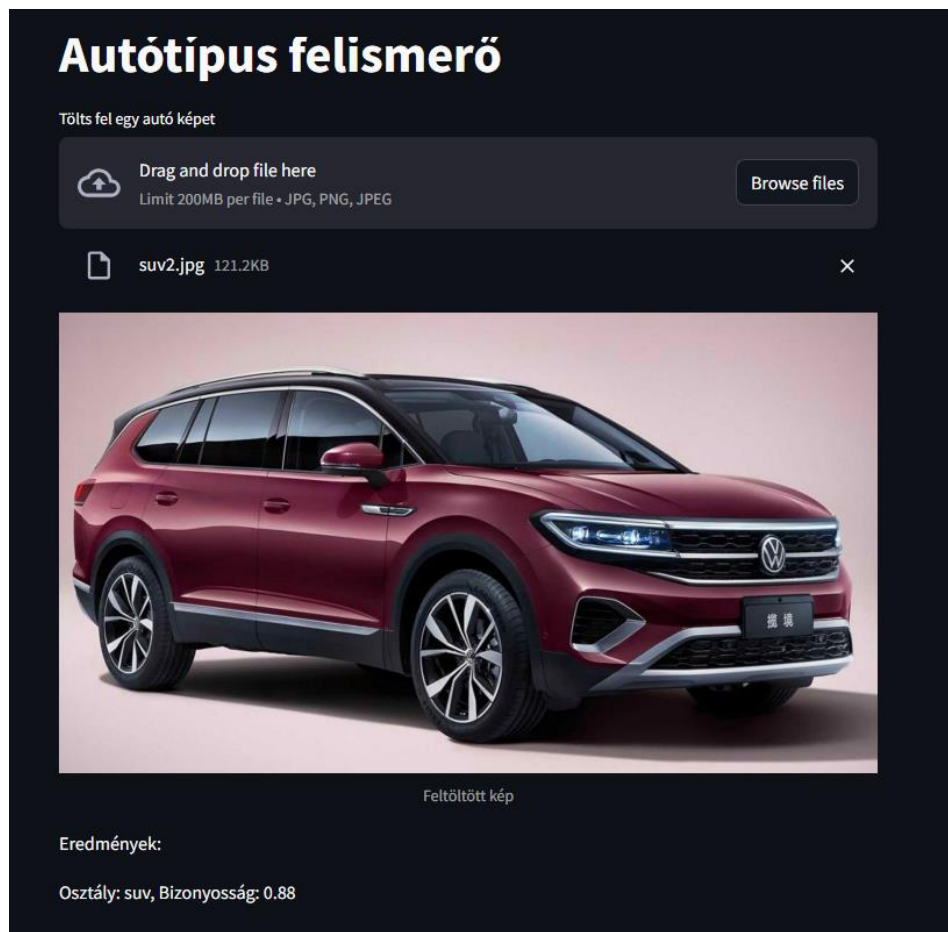 Autótípus felismerő
Tölts fel egy autó képet
Drag and drop file here
Limit 200MB per file • JPG, PNG, JPEG
Browse files
suv2.jpg 121.2KB
揽 境
Feltöltött kép
Eredmények:
Osztály: suv, Bizonyosság: 0.88